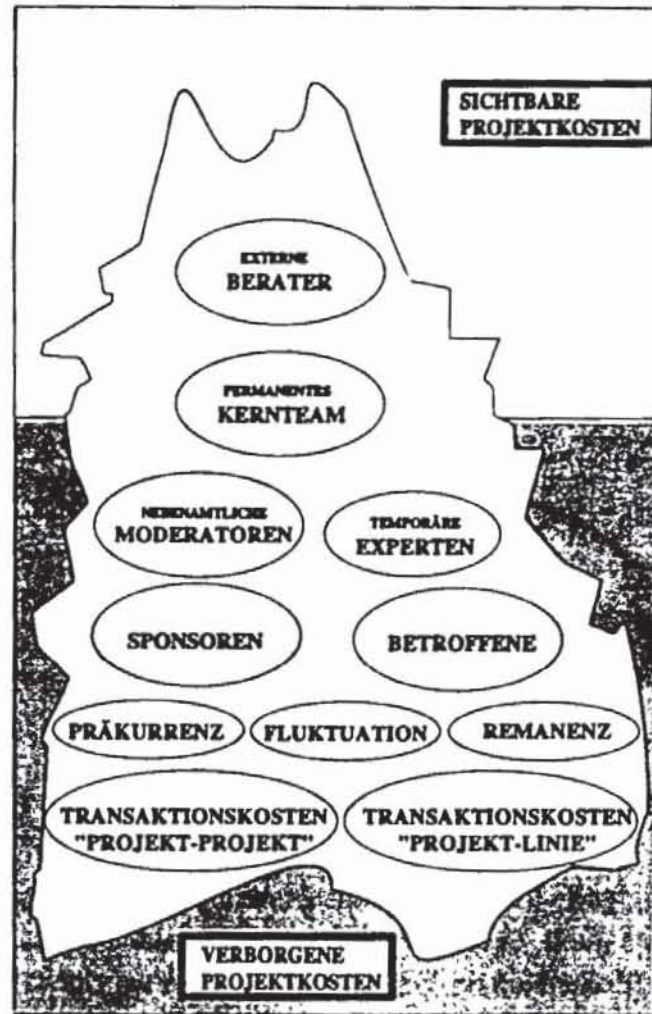 SICHTBARE
PROJEKTKOSTEN
EXTERNE
BERATER
PERMANENTES
KERNTEAM
NEBENAMTLICHE
MODERATOREN
TEMPORÄRE
EXPERTEN
SPONSOREN
BETROFFENE
PRÄKURRENZ
FLUKTUATION
REMANENZ
TRANSAKTIONSKOSTEN
"PROJEKT-PROJEKT"
TRANSAKTIONSKOSTEN
"PROJEKT-LINIE"
VERBORGENE
PROJEKTKOSTEN